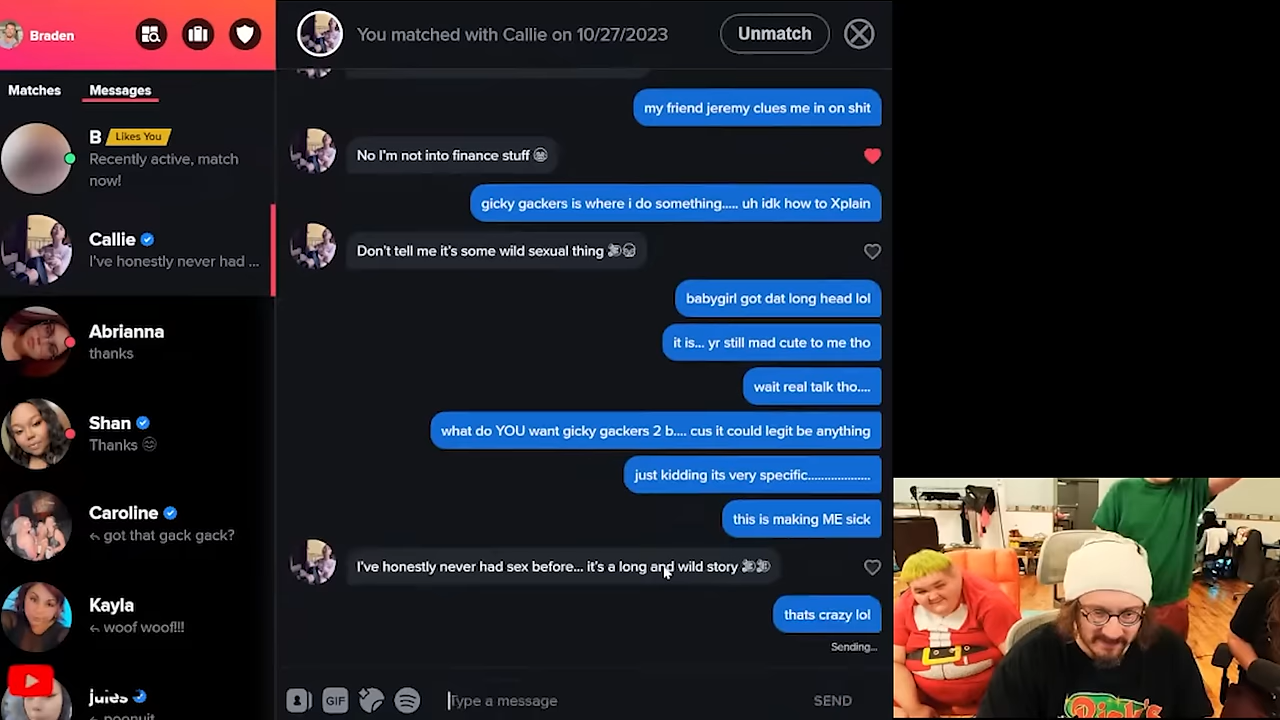 Braden
You matched with Callie on 10/27/2023
Unmatch
Matches
Messages
B
Likes You
Recently active, match
now!
Callie
I've honestly never had ...
Abrianna
thanks
Shan
Thanks 😊
Caroline
got that gack gack?
Kayla
woof woof!!!
my friend jeremy clues me in on shit
No I'm not into finance stuff
gicky gackers is where i do something..... uh idk how to Xplain
Don't tell me it's some wild sexual thing
babygirl got dat long head lol
it is... yr still mad cute to me tho
wait real talk tho....
what do YOU want gicky gackers 2 b.... cus it could legit be anything
just kidding its very specific...................
this is making ME sick
I've honestly never had sex before... it's a long and wild story
thats crazy lol
Sending...
GIF
Type a message
SEND